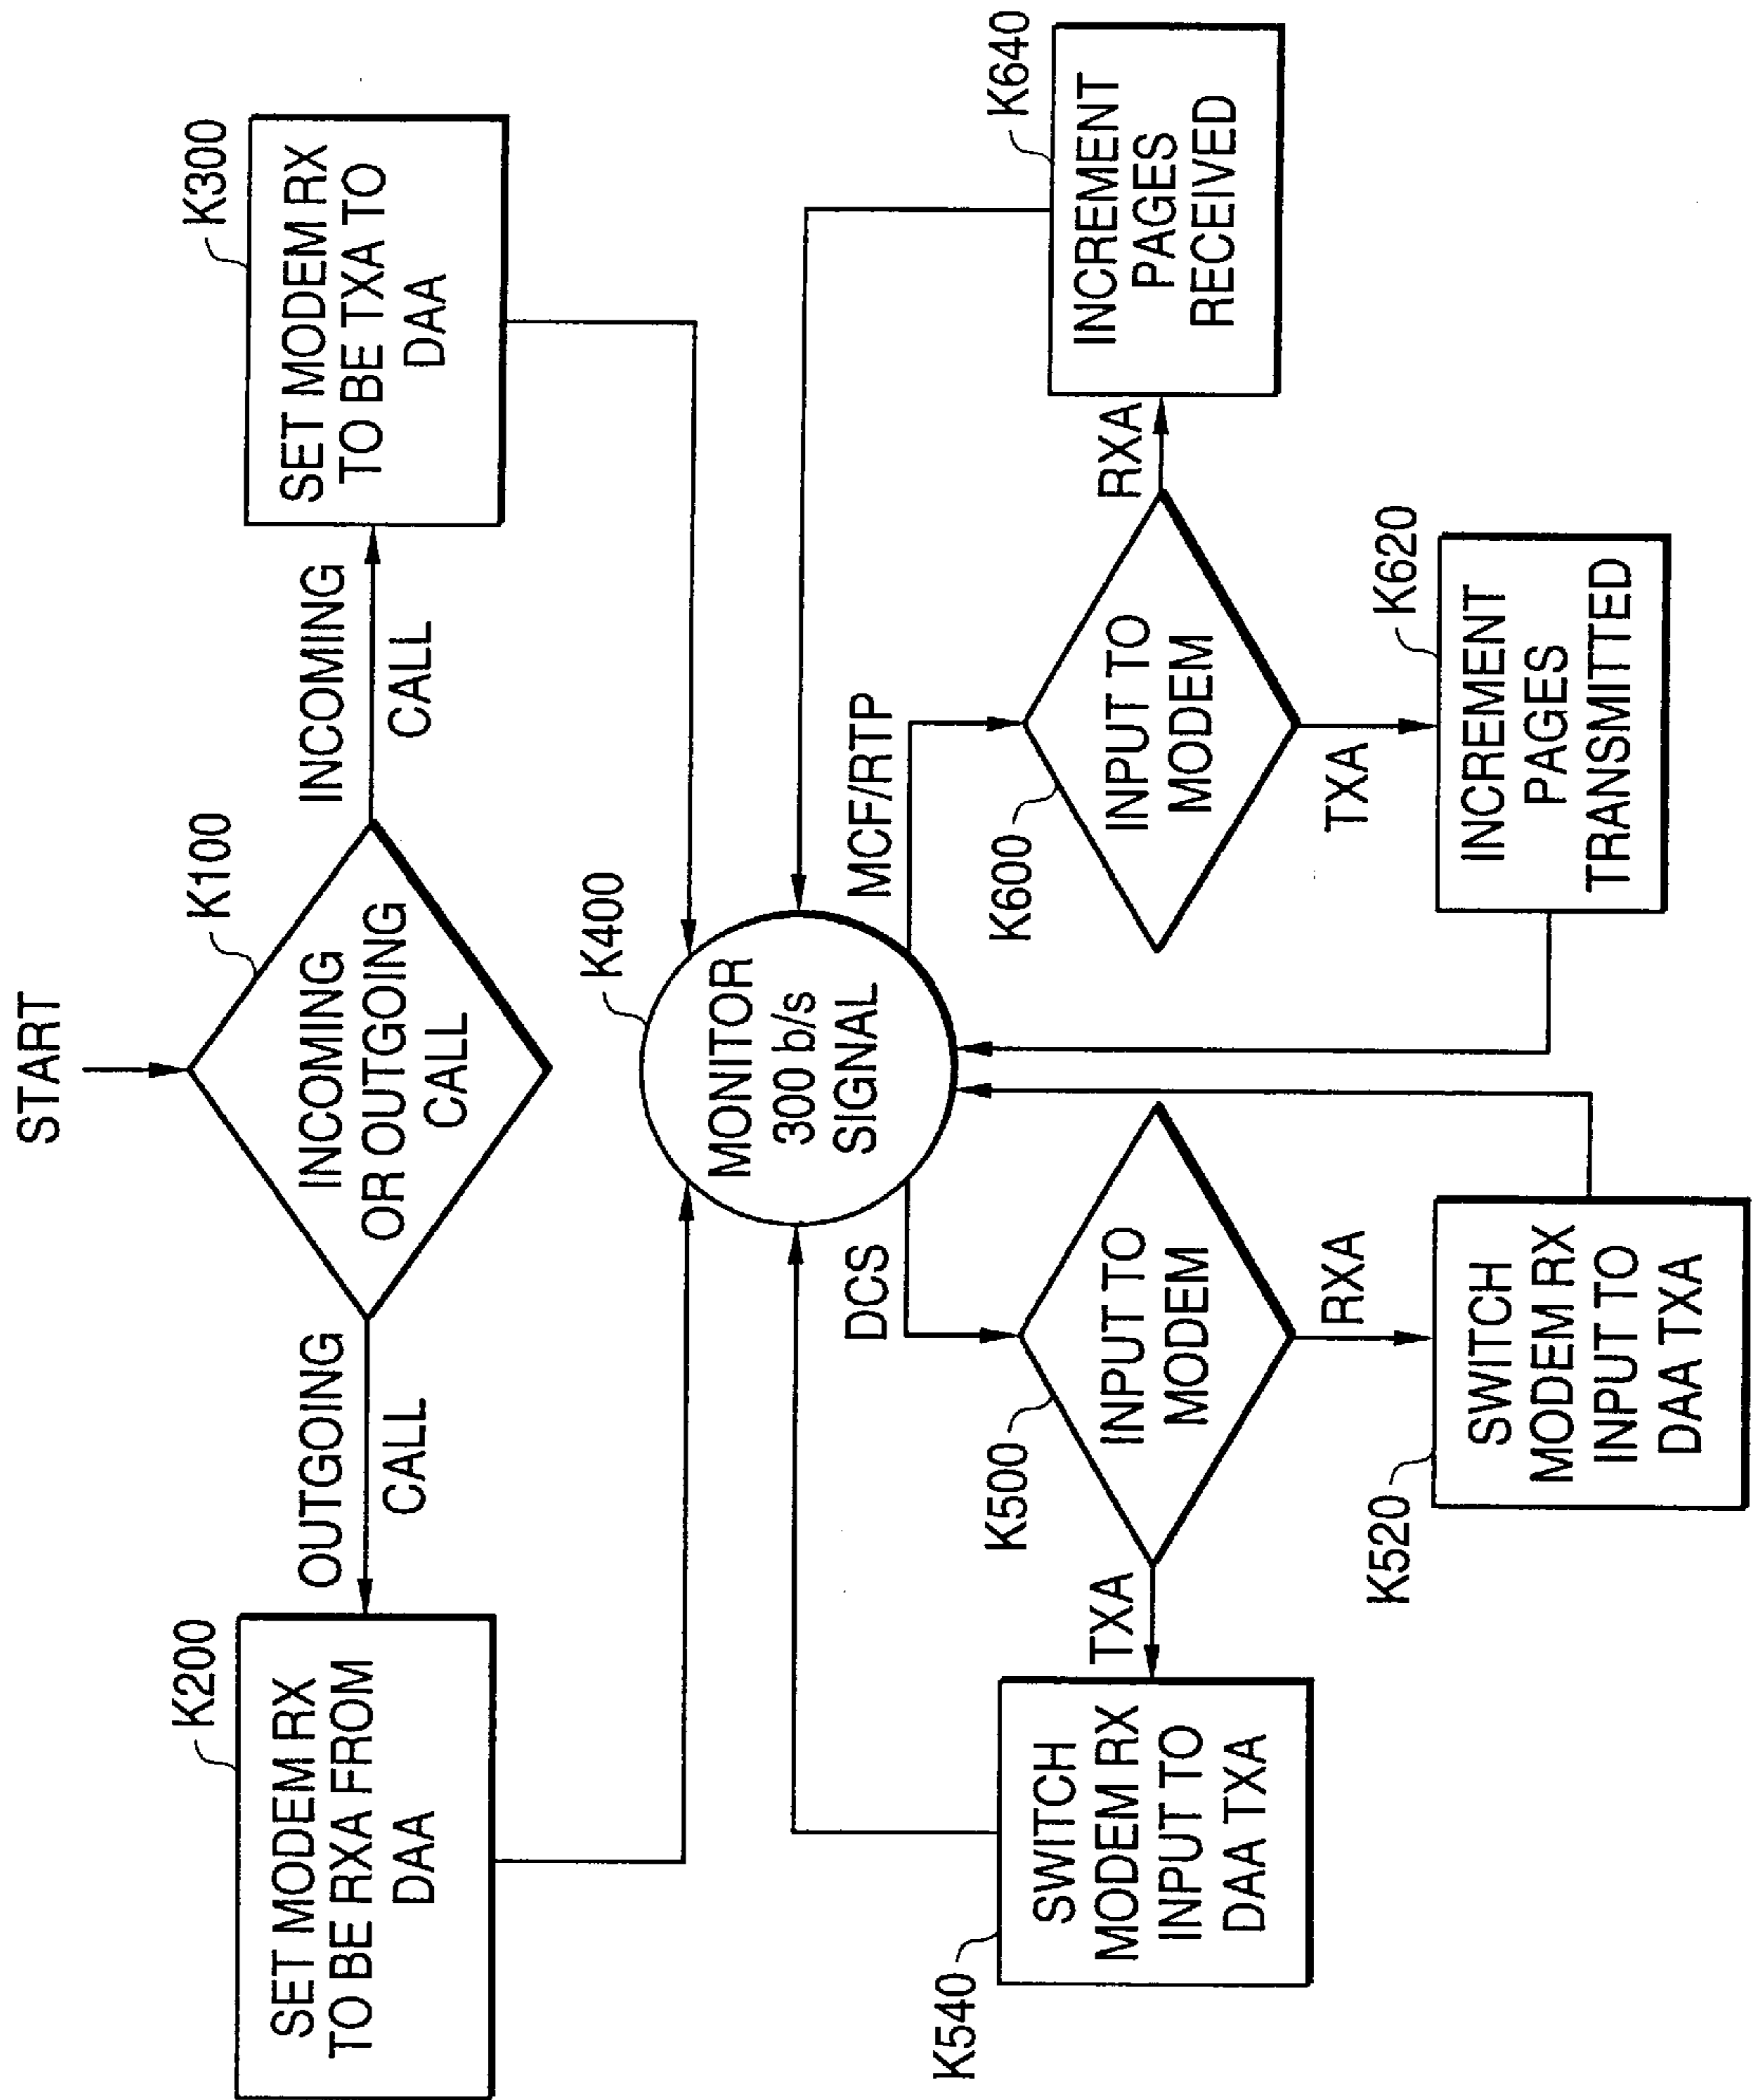 START
K100
INCOMING
OR OUTGOING
CALL
OUTGOING
CALL
INCOMING
CALL
K200
SET MODEM RX
TO BE RXA FROM
DAA
K300
SET MODEM RX
TO BE TXA TO
DAA
K400
MONITOR
300 b/s
SIGNAL
DCS
MCF/RTP
K500
INPUT TO
MODEM
TXA
RXA
K540
SWITCH
MODEM RX
INPUT TO
DAA TXA
K520
SWITCH
MODEM RX
INPUT TO
DAA TXA
K600
INPUT TO
MODEM
RXA
TXA
K640
INCREMENT
PAGES
RECEIVED
K620
INCREMENT
PAGES
TRANSMITTED